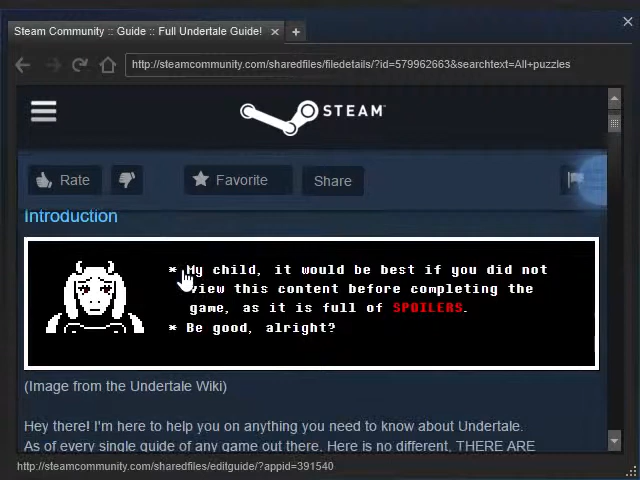 Steam Community :: Guide :: Full Undertale Guide!
http://steamcommunity.com/sharedfiles/filedetails/?id=579962663&searchtext=All+puzzles
STEAM
Rate
Favorite
Share
Introduction
* My child, it would be best if you did not
view this content before completing the
game, as it is full of SPOILERS.
* Be good, alright?
(Image from the Undertale Wiki)
Hey there! I'm here to help you on anything you need to know about Undertale.
As of every single guide of any game out there. Here is no different, THERE ARE
http://steamcommunity.com/sharedfiles/editguide/?appid=391540